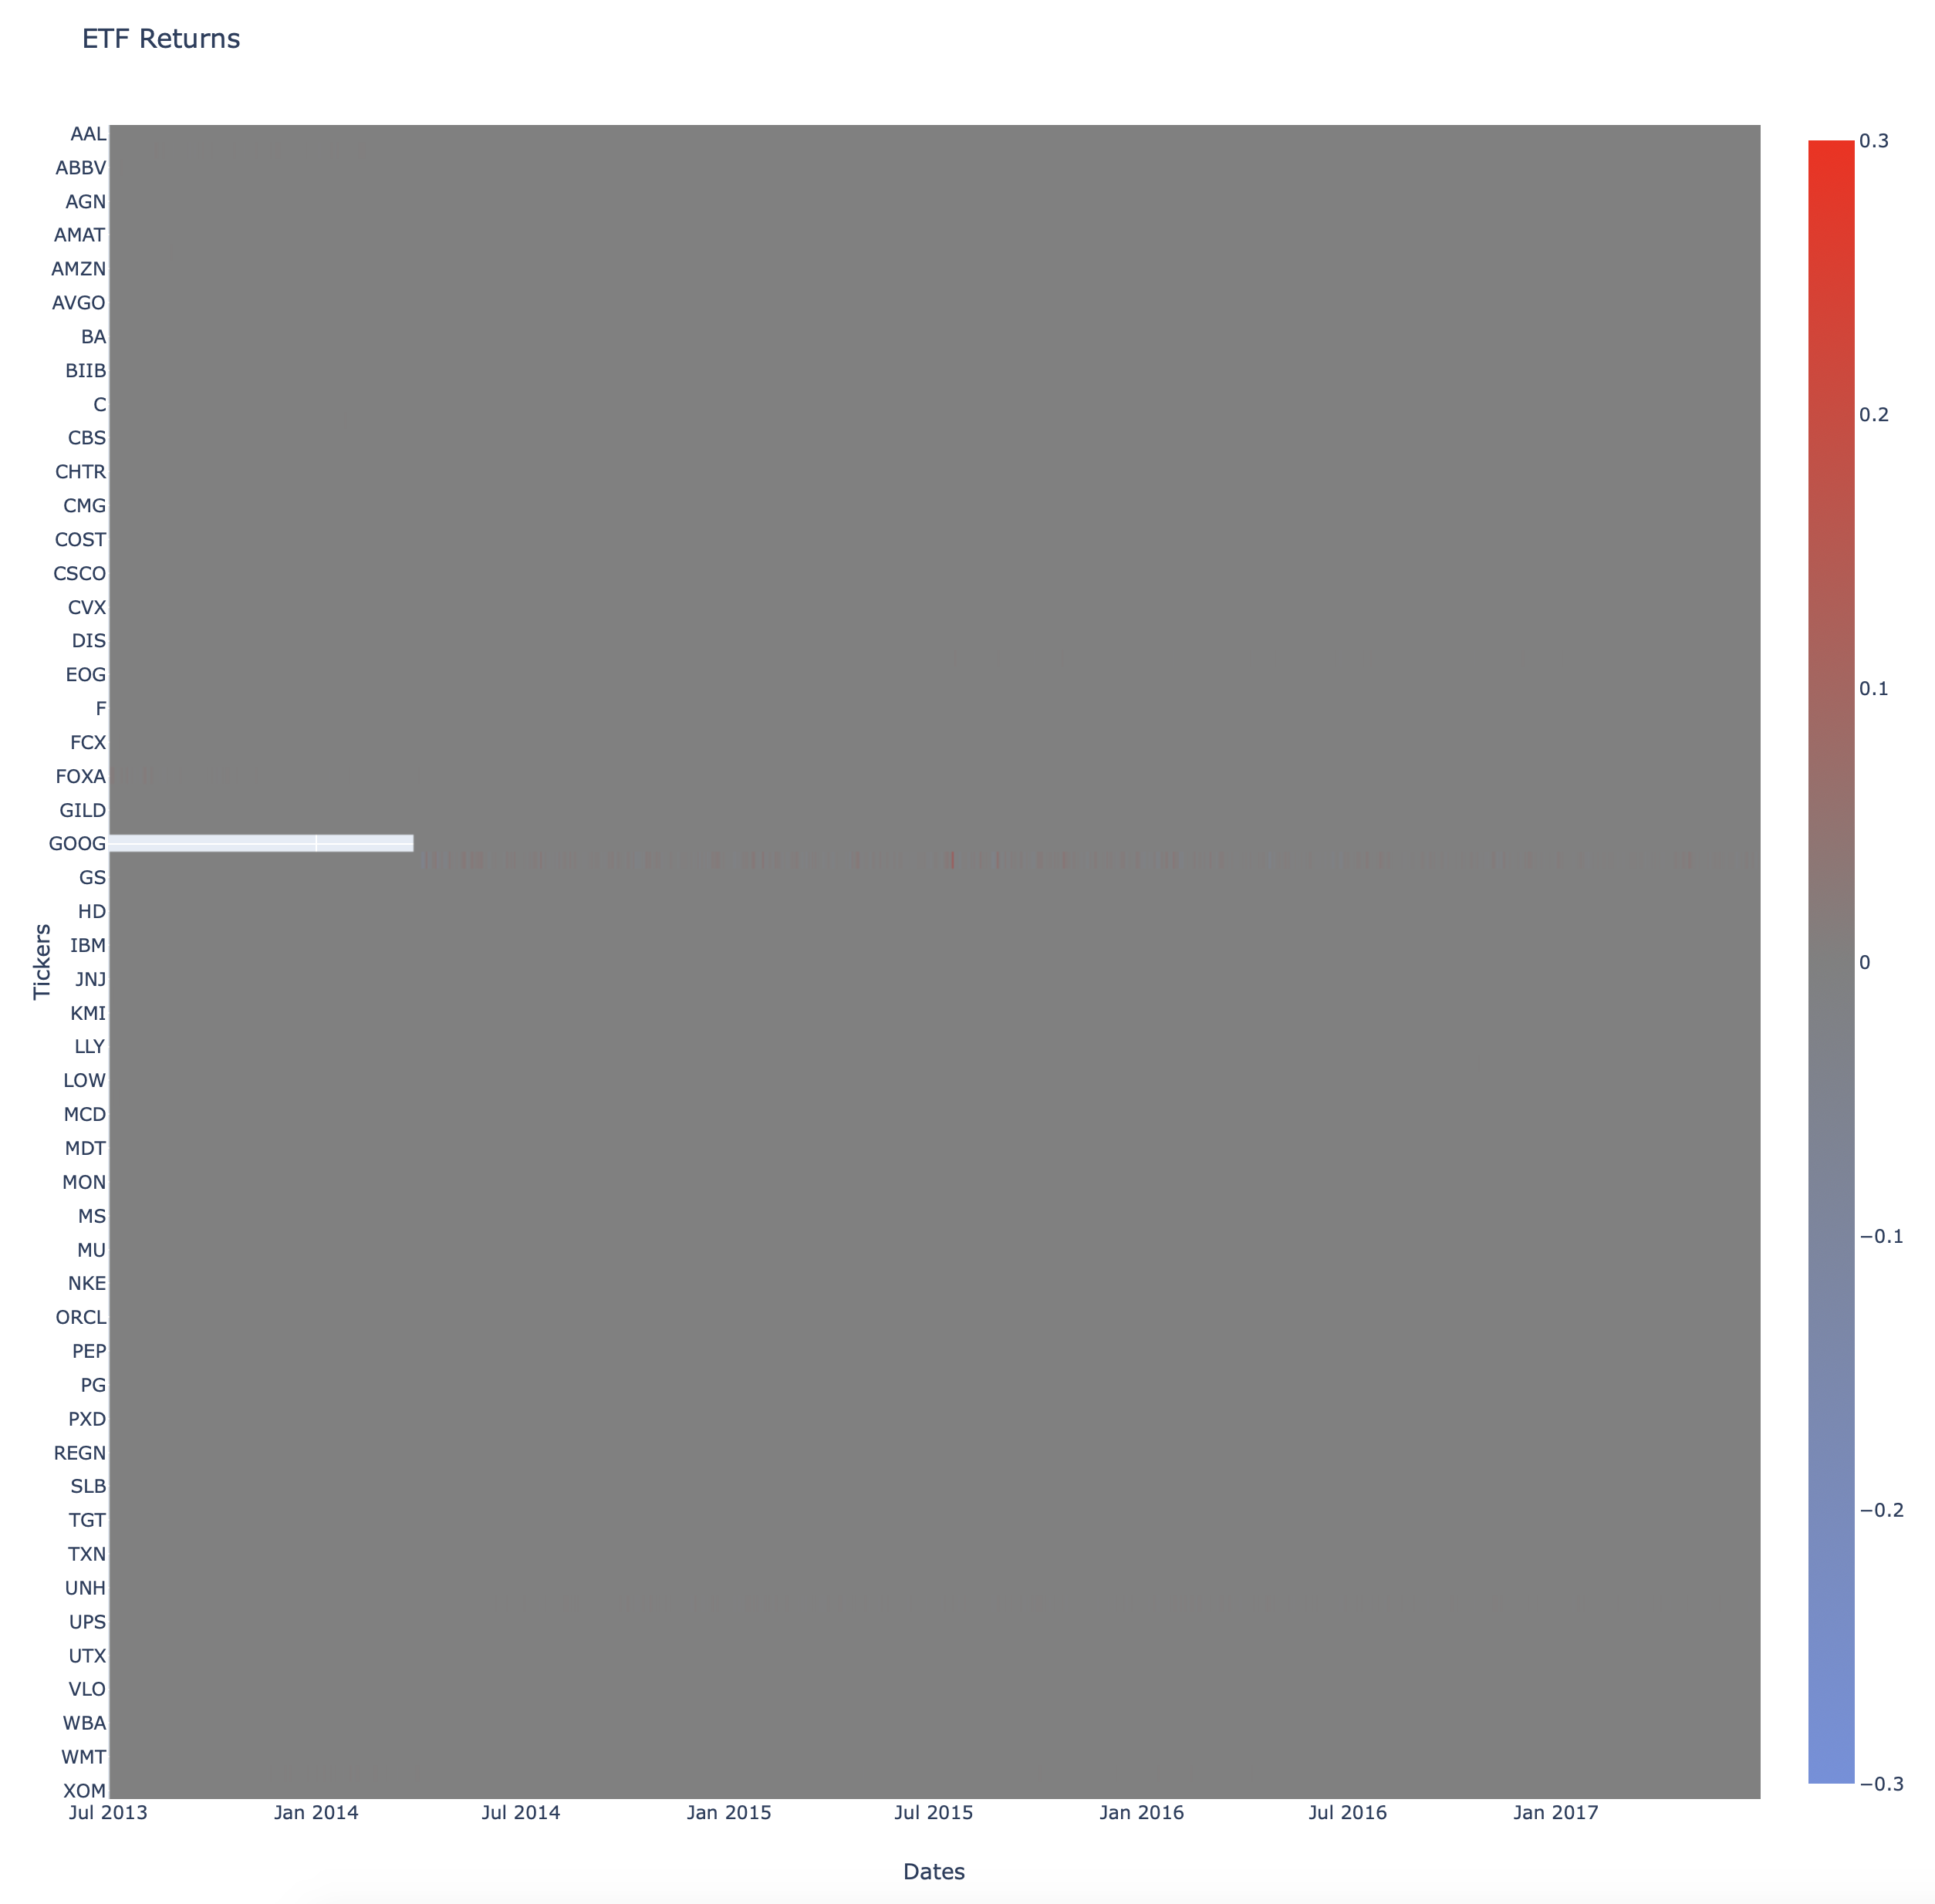 ETF Returns
AAL
ABBV
AGN
AMAT
AMZN
AVGO
BA
BIIB
C
CBS
CHTR
CMG
COST
CSCO
CVX
DIS
EOG
F
FCX
FOXA
GILD
GOOG
GS
HD
IBM
JNJ
KMI
LLY
LOW
MCD
MDT
MON
MS
MU
NKE
ORCL
PEP
PG
PXD
REGN
SLB
TGT
TXN
UNH
UPS
UTX
VLO
WBA
WMT
XOM
Tickers
Jul 2013 Jan 2014 Jul 2014 Jan 2015 Jul 2015 Jan 2016 Jul 2016 Jan 2017
Dates
0.3
0.2
0.1
0
−0.1
−0.2
−0.3